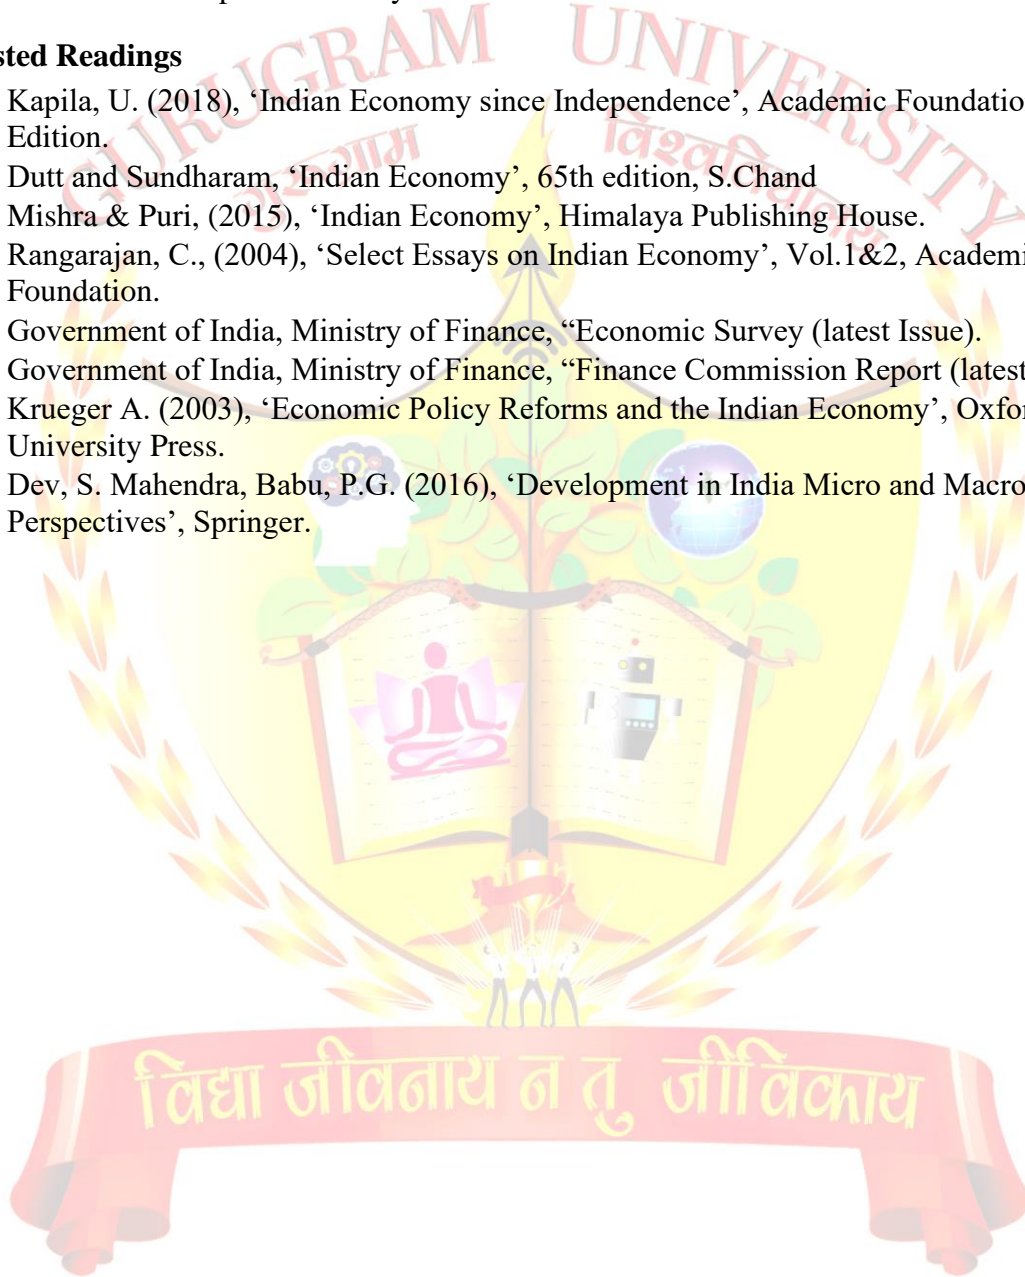 GURUGRAM UNIVERSITY
गुरुग्राम विश्वविद्यालय
sted Readings
Kapila, U. (2018), ‘Indian Economy since Independence’, Academic Foundatio
Edition.
Dutt and Sundharam, ‘Indian Economy’, 65th edition, S.Chand
Mishra & Puri, (2015), ‘Indian Economy’, Himalaya Publishing House.
Rangarajan, C., (2004), ‘Select Essays on Indian Economy’, Vol.1&2, Academi
Foundation.
Government of India, Ministry of Finance, “Economic Survey (latest Issue).
Government of India, Ministry of Finance, “Finance Commission Report (latest
Krueger A. (2003), ‘Economic Policy Reforms and the Indian Economy’, Oxfor
University Press.
Dev, S. Mahendra, Babu, P.G. (2016), ‘Development in India Micro and Macro
Perspectives’, Springer.
विद्या जीवनाय न तु जीविकाय